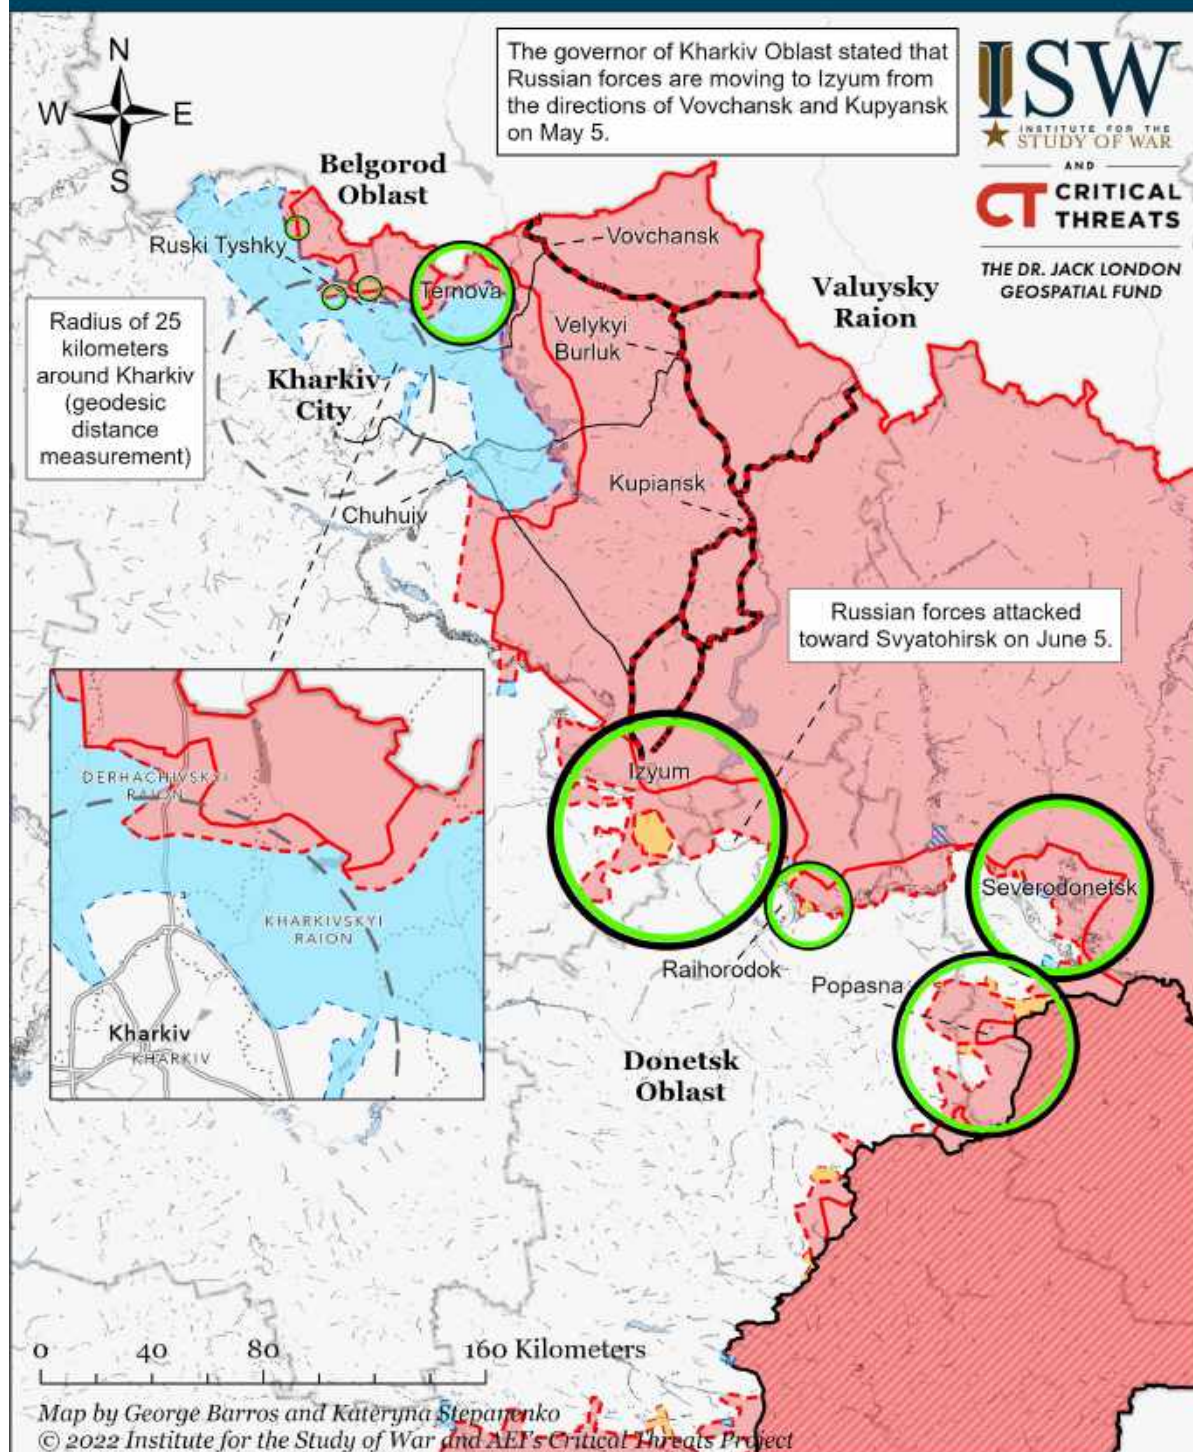 N
W
E
S
The governor of Kharkiv Oblast stated that
Russian forces are moving to Izyum from
the directions of Vovchansk and Kupyansk
on May 5.
ISW
INSTITUTE FOR THE
STUDY OF WAR
AND
CT CRITICAL
THREATS
THE DR. JACK LONDON
GEOSPATIAL FUND
Belgorod
Oblast
Ruski Tyshky
Vovchansk
Ternova
Valuysky
Raion
Radius of 25
kilometers
around Kharkiv
(geodesic
distance
measurement)
Velykyi
Burluk
Kharkiv
City
Kupiansk
Chuhuiv
Russian forces attacked
toward Svyatohirsk on June 5.
DERHACHIVSKYI
RAION
Izyum
KHARKIVSKYI
RAION
Severodonetsk
Raihorodok
Popasna
Kharkiv
KHARKIV
Donetsk
Oblast
0 40 80 160 Kilometers
Map by George Barros and Kateryna Stepanenko
© 2022 Institute for the Study of War and AEI's Critical Threats Project